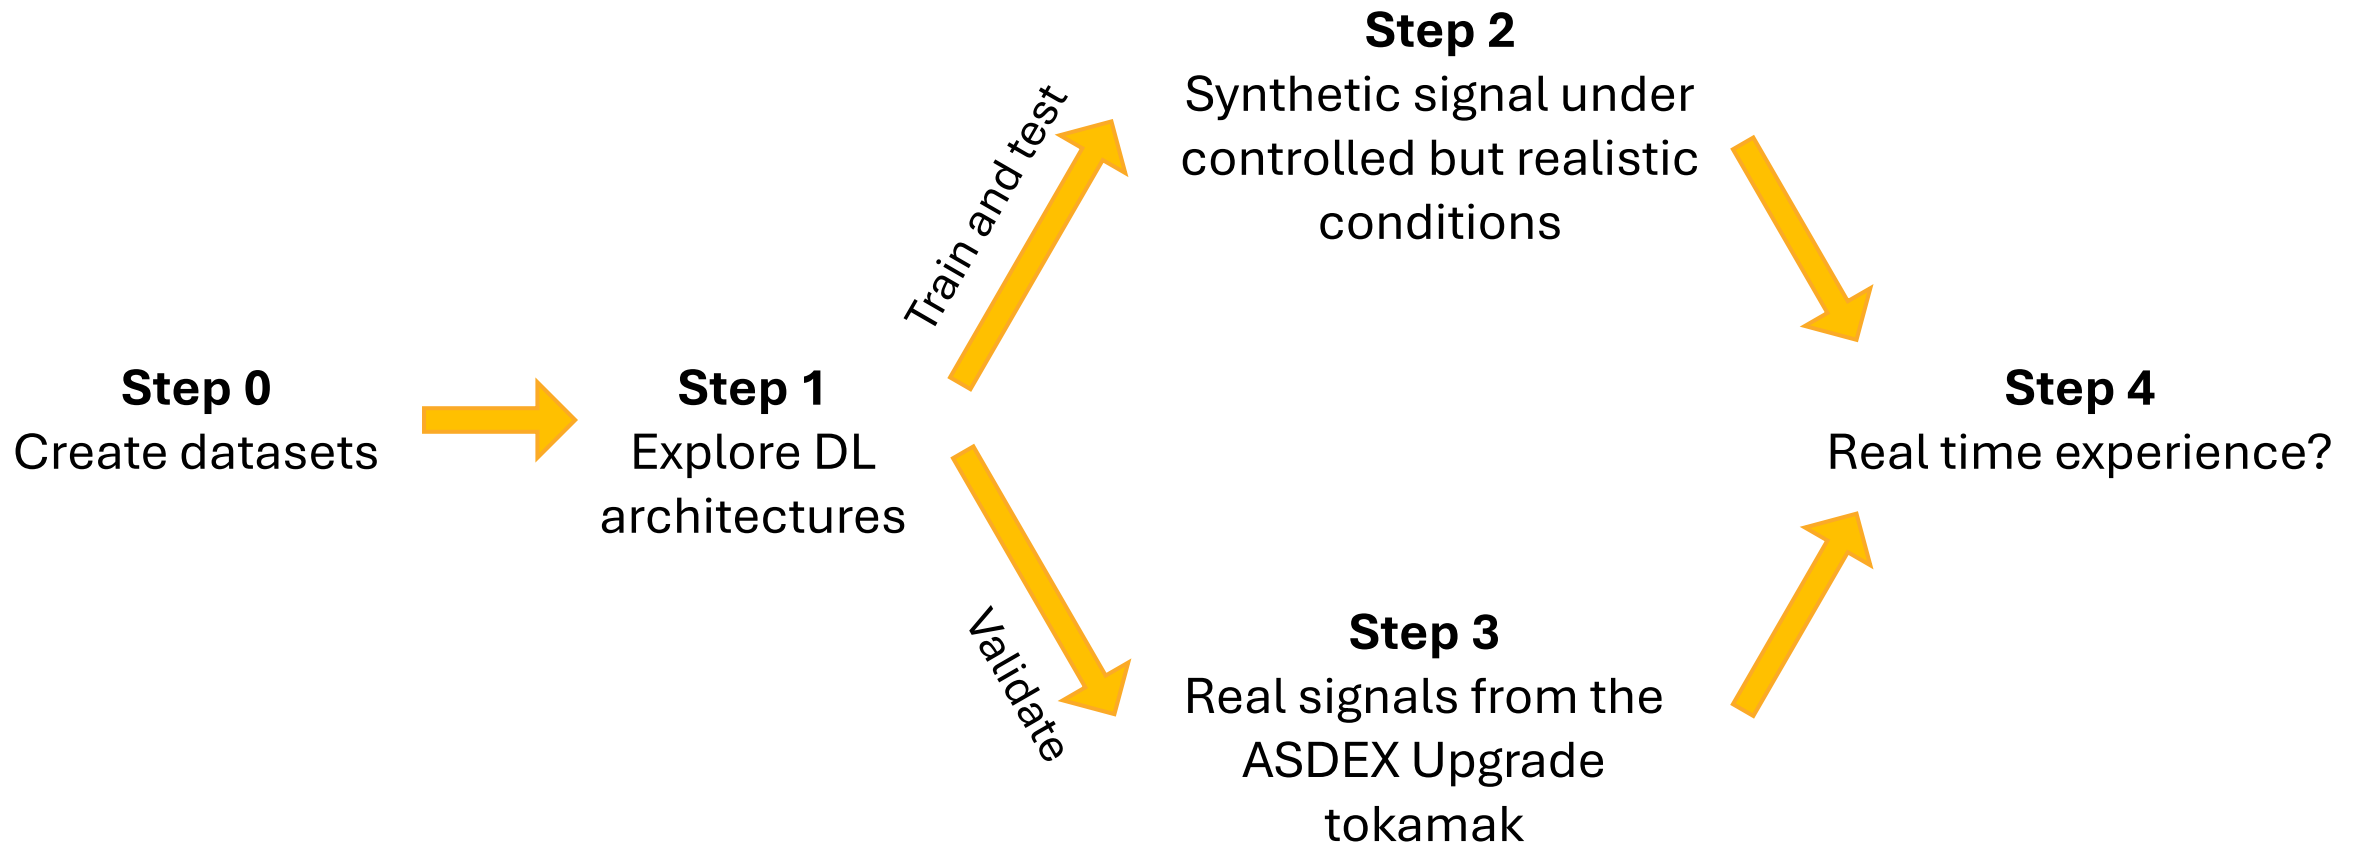 Step 0
Create datasets
Step 1
Explore DL
architectures
Train and test
Step 2
Synthetic signal under
controlled but realistic
conditions
Validate
Step 3
Real signals from the
ASDEX Upgrade
tokamak
Step 4
Real time experience?